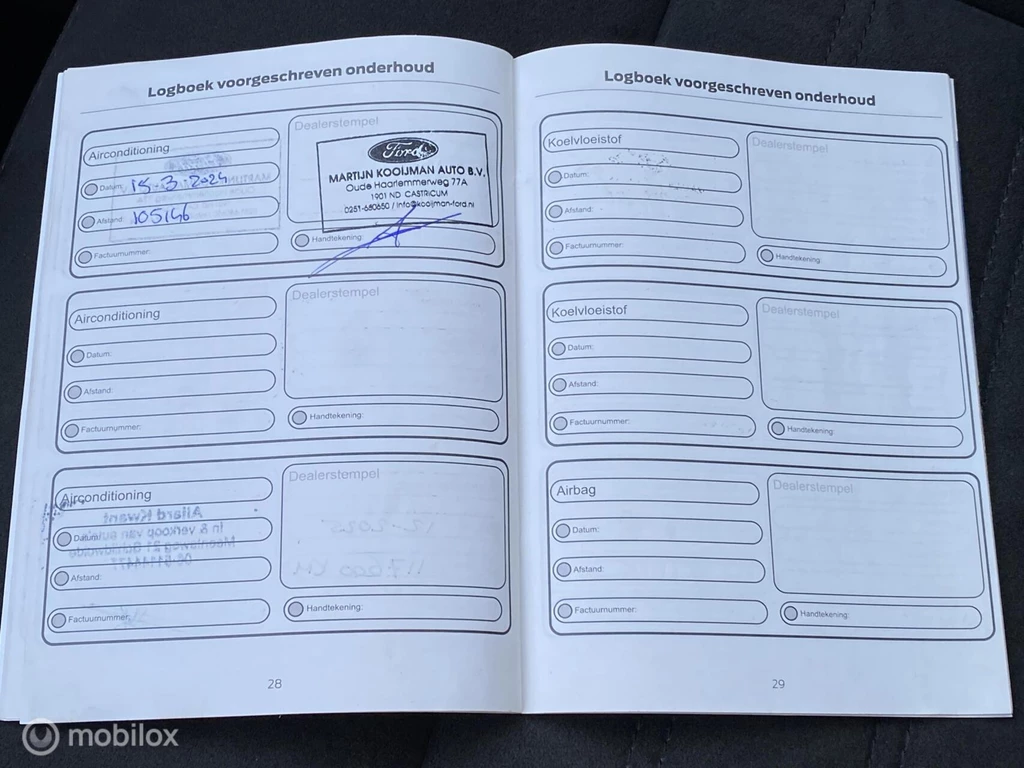 Logboek voorgeschreven onderhoud
Airconditioning
Datum: 15-3-2024
Afstand: 105146
Factuurnummer:
Dealerstempel
Ford
MARTIJN KOOIJMAN AUTO B.V.
Oude Haarlemmerweg 77A
1901 ND CASTRICUM
0251-650650 / info@kooijman-ford.nl
Handtekening:
Airconditioning
Datum:
Afstand:
Factuurnummer:
Dealerstempel
Handtekening:
Airconditioning
Datum:
Afstand:
Factuurnummer:
Dealerstempel
Handtekening:
28
Logboek voorgeschreven onderhoud
Koelvloeistof
Datum:
Afstand:
Factuurnummer:
Dealerstempel
Handtekening:
Koelvloeistof
Datum:
Afstand:
Factuurnummer:
Dealerstempel
Handtekening:
Airbag
Datum:
Afstand:
Factuurnummer:
Dealerstempel
Handtekening:
29
mobilox